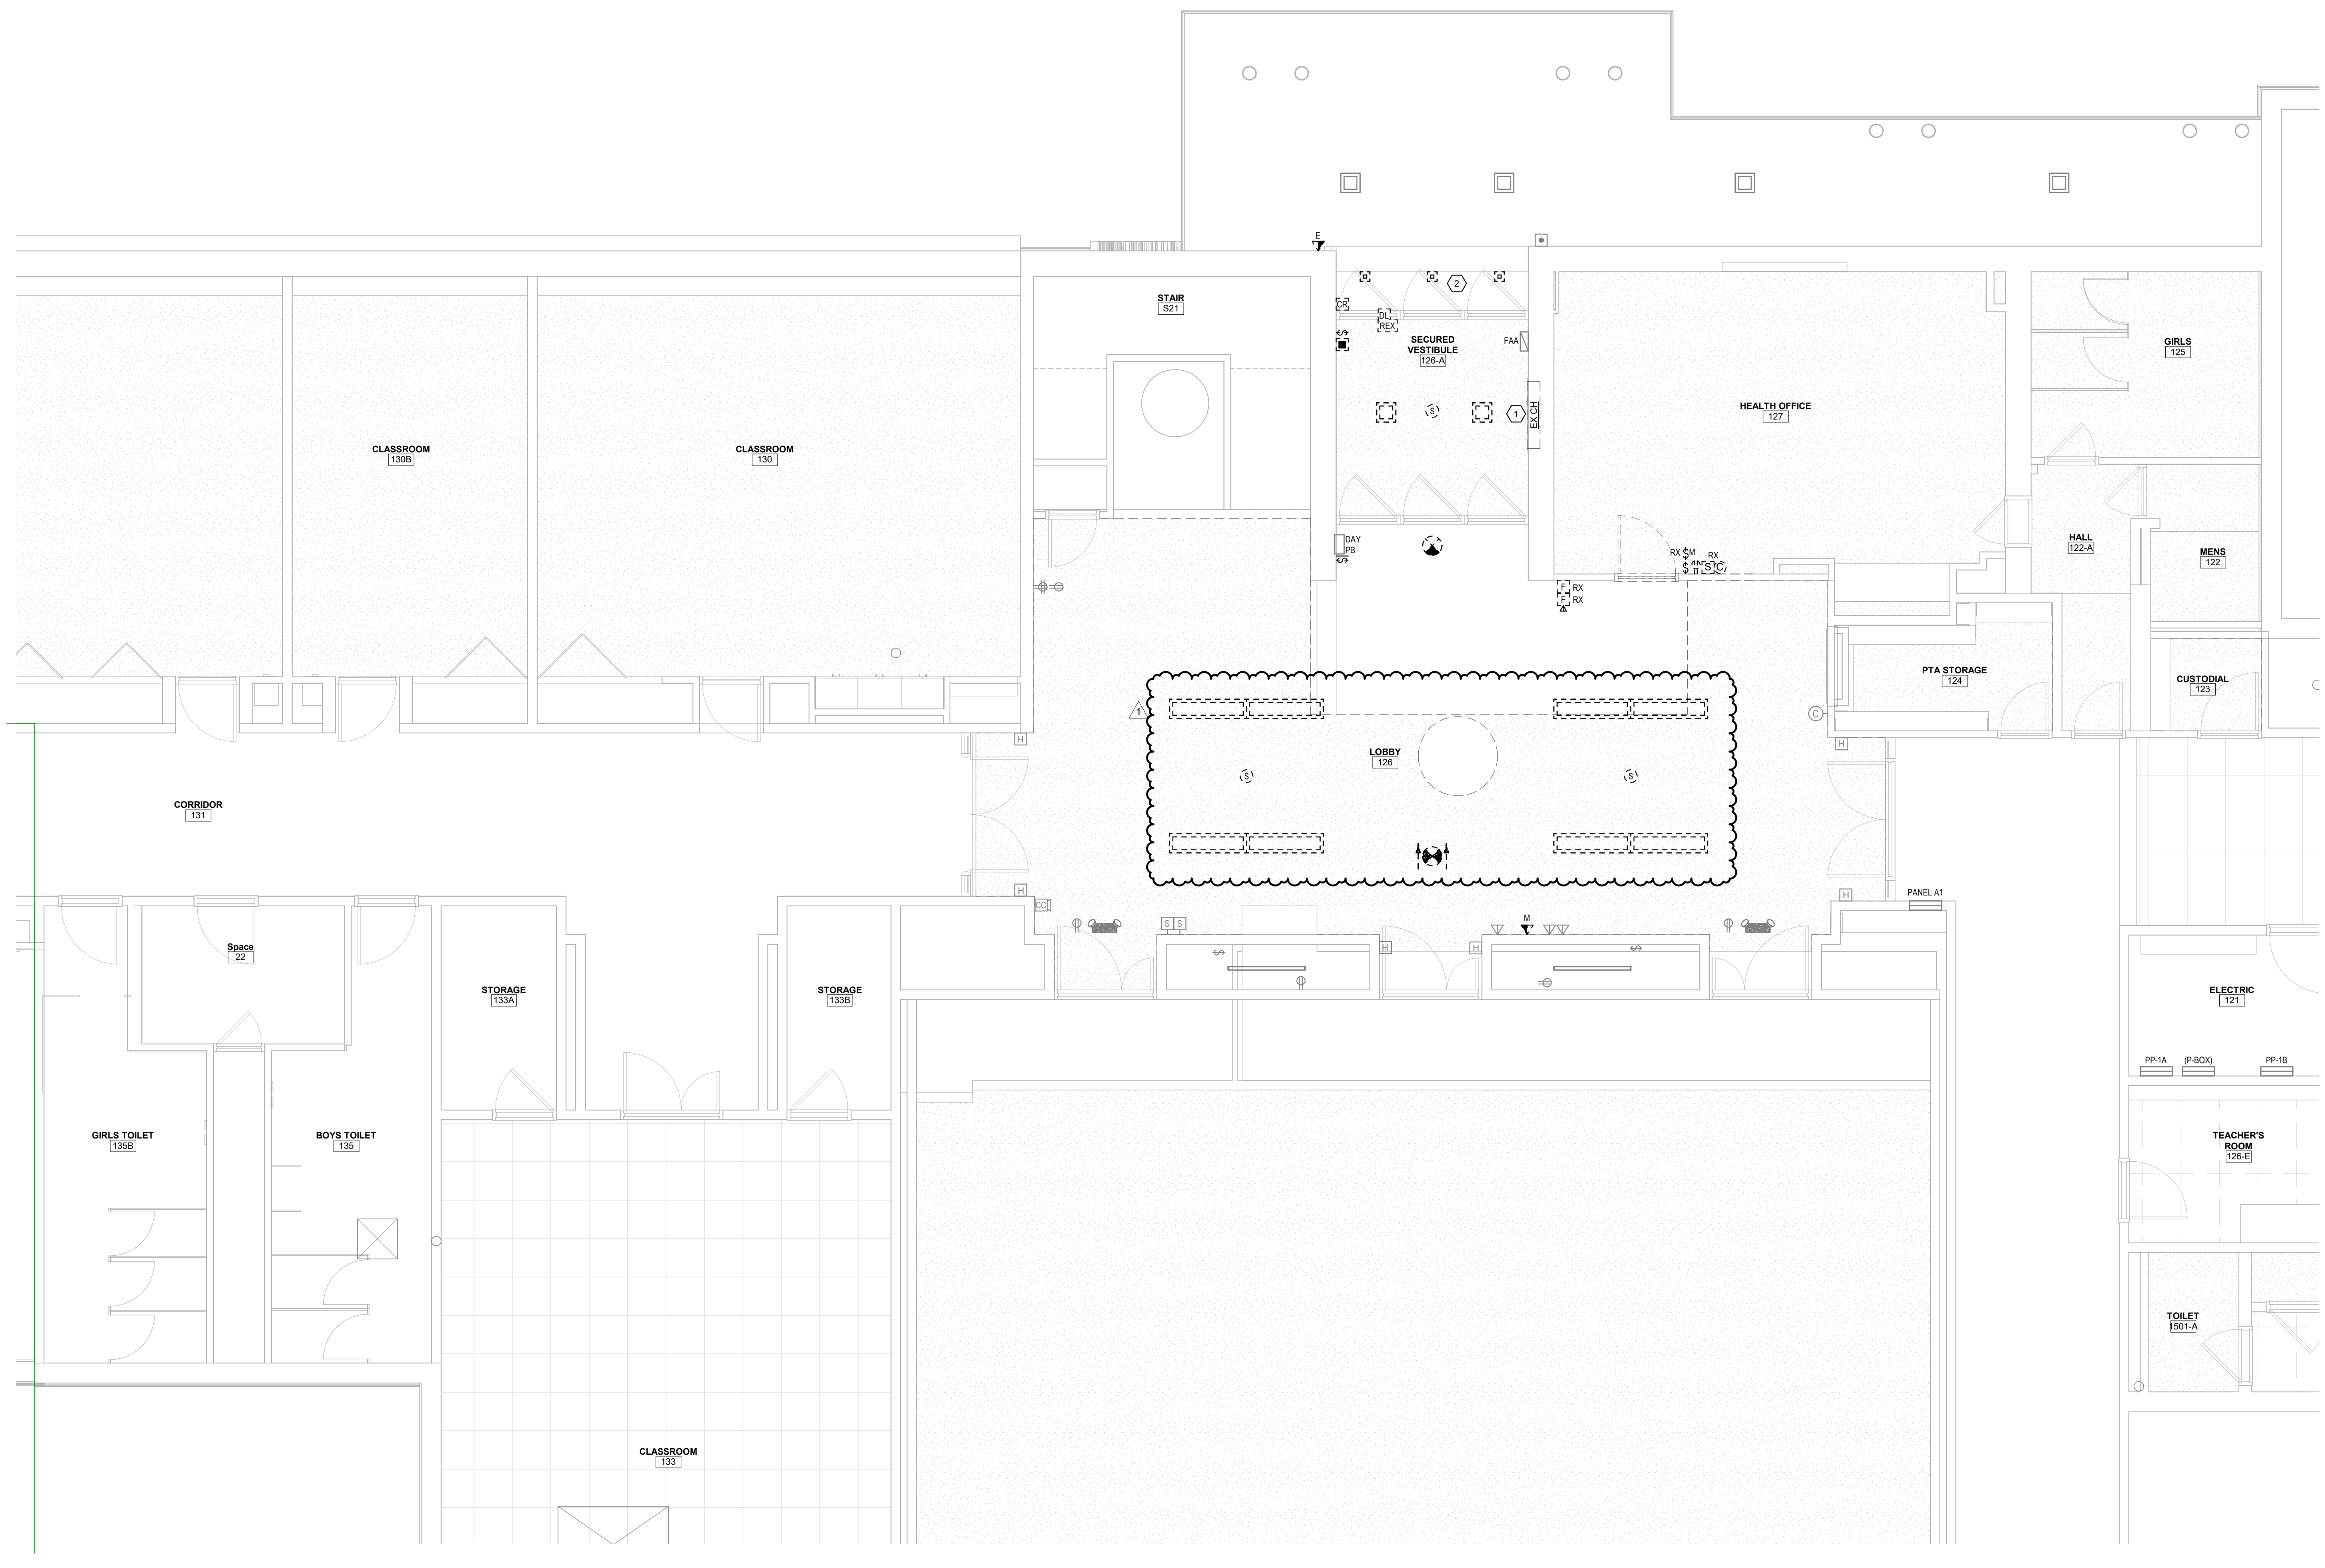 E
2
CR
DL
REX
STAIR
S21
$
SECURED
VESTIBULE
126-A
FAA
GIRLS
125
HEALTH OFFICE
127
S
1
EX CH
CLASSROOM
130B
CLASSROOM
130
DAY
PB
$
RX $M
RX
$
S C
HALL
122-A
MENS
122
F RX
F RX
PTA STORAGE
124
CUSTODIAL
123
1
C
H
H
LOBBY
126
S
S
CORRIDOR
131
H
H
PANEL A1
CC
S S
M
H
H
$
$
Space
22
STORAGE
133A
STORAGE
133B
ELECTRIC
121
PP-1A
(P-BOX)
PP-1B
GIRLS TOILET
135B
BOYS TOILET
135
TEACHER'S
ROOM
126-E
TOILET
1501-A
CLASSROOM
133